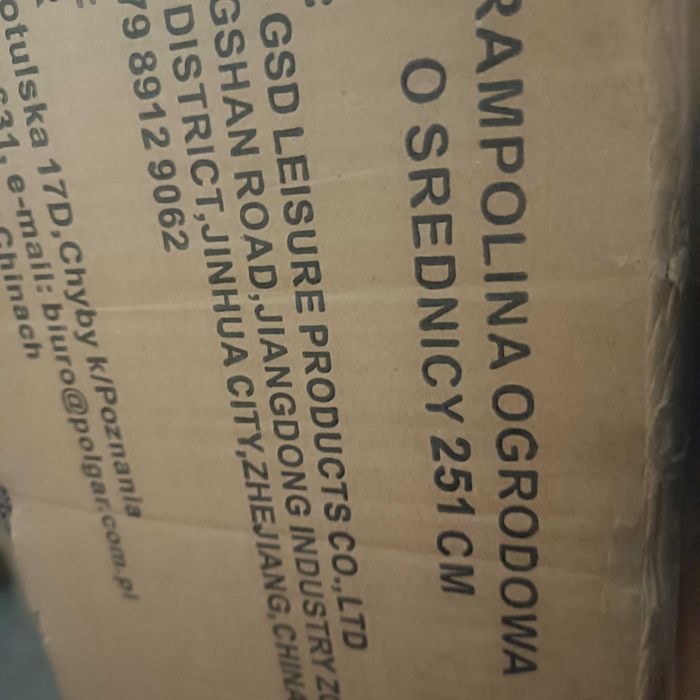 RAMPOLINA OGRODOWA
O SREDNICY 251 CM
GSD LEISURE PRODUCTS CO.,LTD
GSHAN ROAD,JIANGDONG INDUSTRY
DISTRICT,JINHUA CITY,ZHEJIANG,CHINA
79 8912 9062
otulska 17D,Chyby k/Poznania
631, e-mail: biuro@polgar.com.pl
Chinach